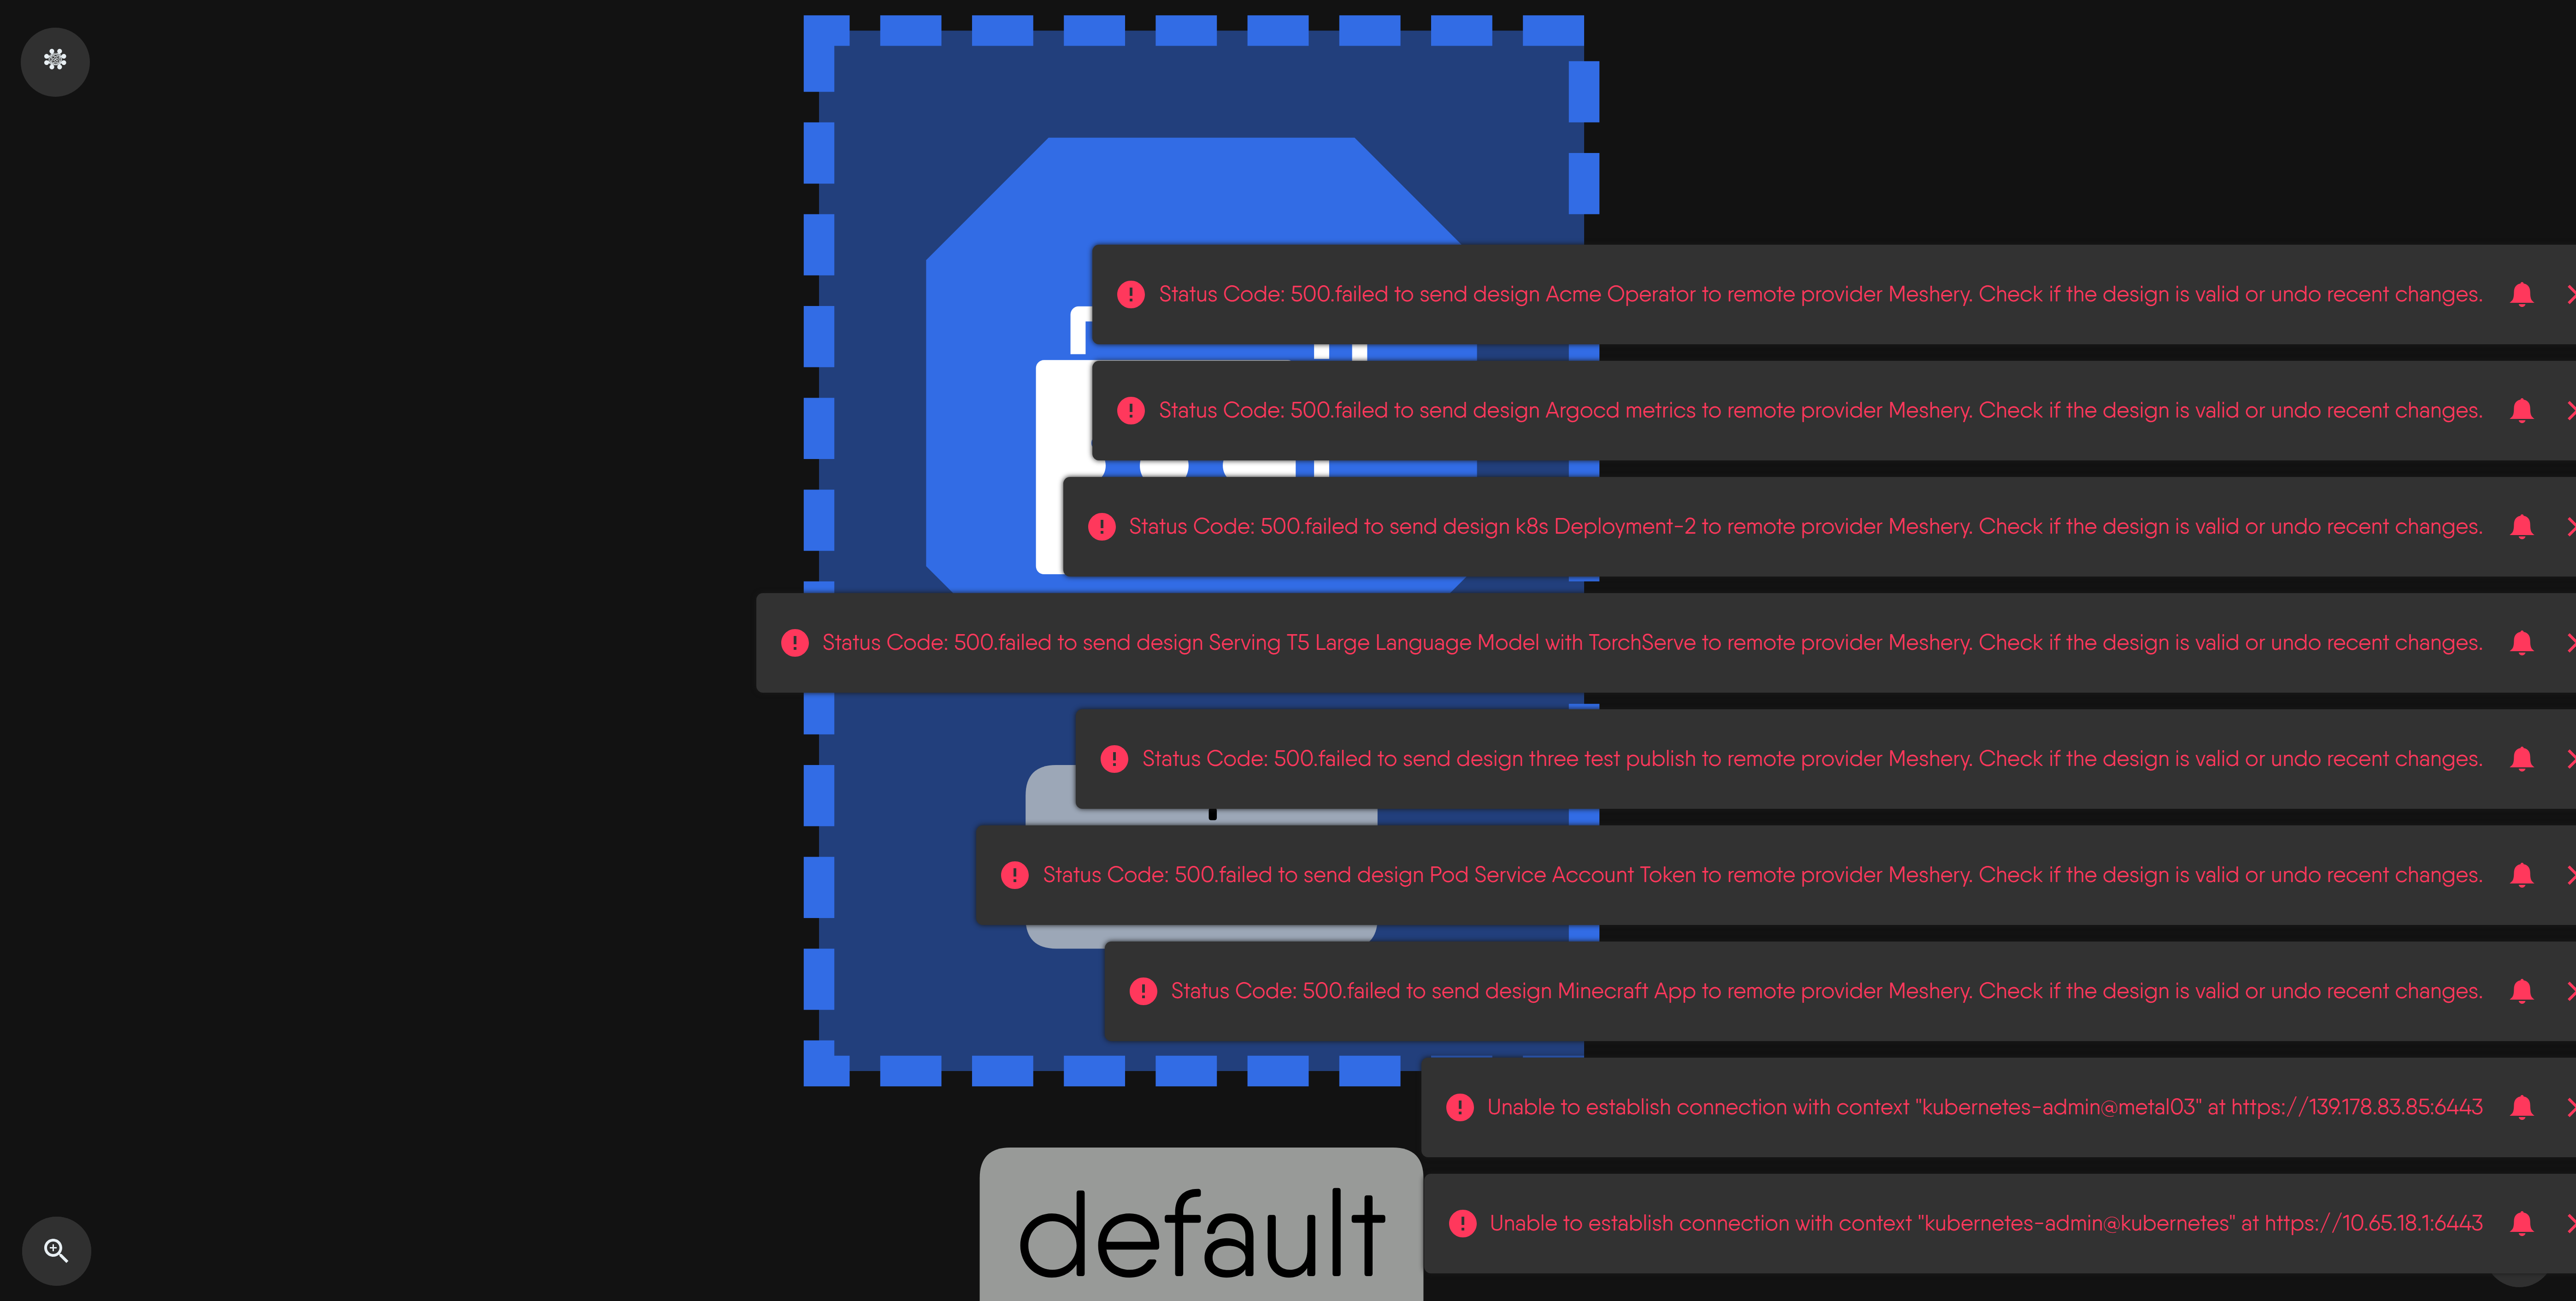 Status Code: 500.failed to send design Acme Operator to remote provider Meshery. Check if the design is valid or undo recent changes.
Status Code: 500.failed to send design Argocd metrics to remote provider Meshery. Check if the design is valid or undo recent changes.
Status Code: 500.failed to send design k8s Deployment-2 to remote provider Meshery. Check if the design is valid or undo recent changes.
Status Code: 500.failed to send design Serving T5 Large Language Model with TorchServe to remote provider Meshery. Check if the design is valid or undo recent changes.
Status Code: 500.failed to send design three test publish to remote provider Meshery. Check if the design is valid or undo recent changes.
Status Code: 500.failed to send design Pod Service Account Token to remote provider Meshery. Check if the design is valid or undo recent changes.
Status Code: 500.failed to send design Minecraft App to remote provider Meshery. Check if the design is valid or undo recent changes.
Unable to establish connection with context "kubernetes-admin@metal03" at https://139.178.83.85:6443
Unable to establish connection with context "kubernetes-admin@kubernetes" at https://10.65.18.1:6443
default